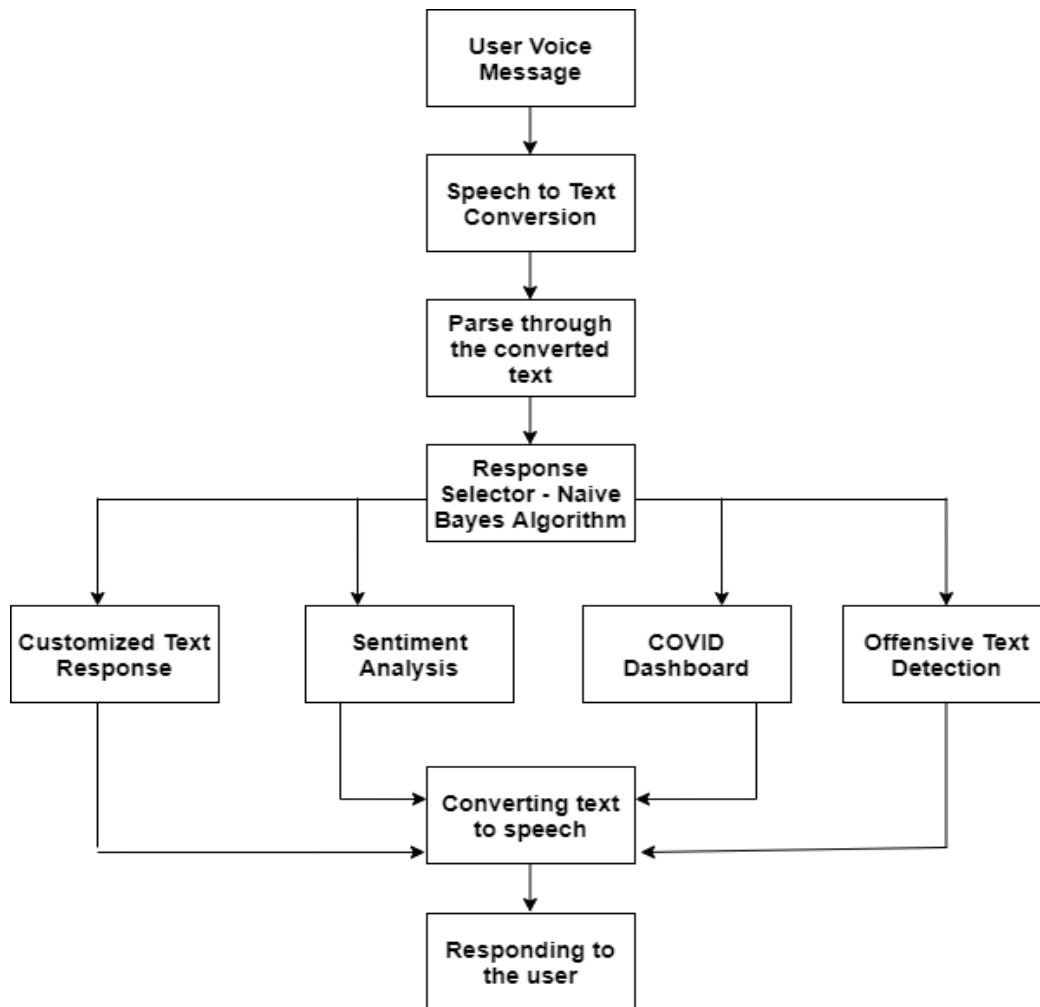 User Voice
Message
Speech to Text
Conversion
Parse through
the converted
text
Response
Selector - Naive
Bayes Algorithm
Customized Text
Response
Sentiment
Analysis
COVID
Dashboard
Offensive Text
Detection
Converting text
to speech
Responding to
the user